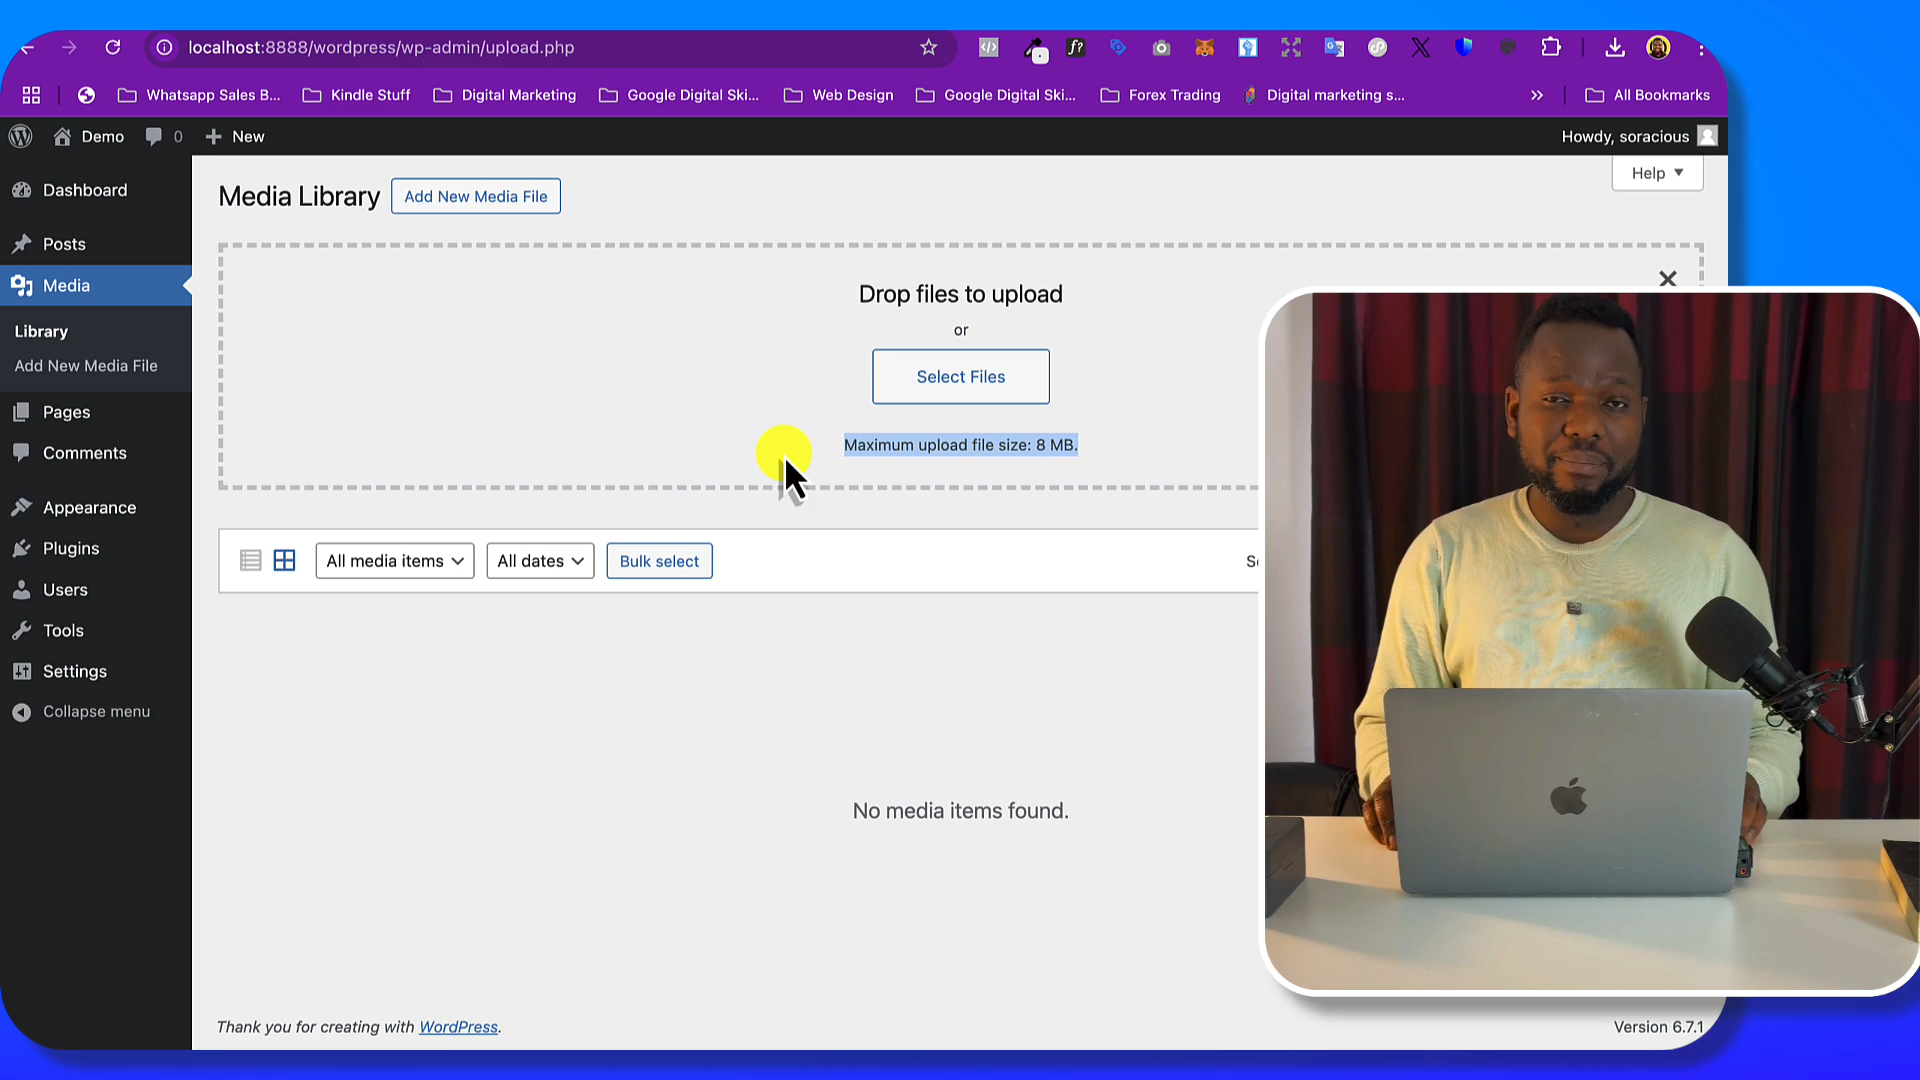 localhost:8888/wordpress/wp-admin/upload.php
Whatsapp Sales B...
Kindle Stuff
Digital Marketing
Google Digital Ski...
Web Design
Google Digital Ski...
Forex Trading
Digital marketing s...
All Bookmarks
Demo
0
New
Howdy, soracious
Dashboard
Posts
Media
Library
Add New Media File
Pages
Comments
Appearance
Plugins
Users
Tools
Settings
Collapse menu
Media Library
Add New Media File
Help
Drop files to upload
or
Select Files
Maximum upload file size: 8 MB.
All media items
All dates
Bulk select
No media items found.
Thank you for creating with WordPress.
Version 6.7.1